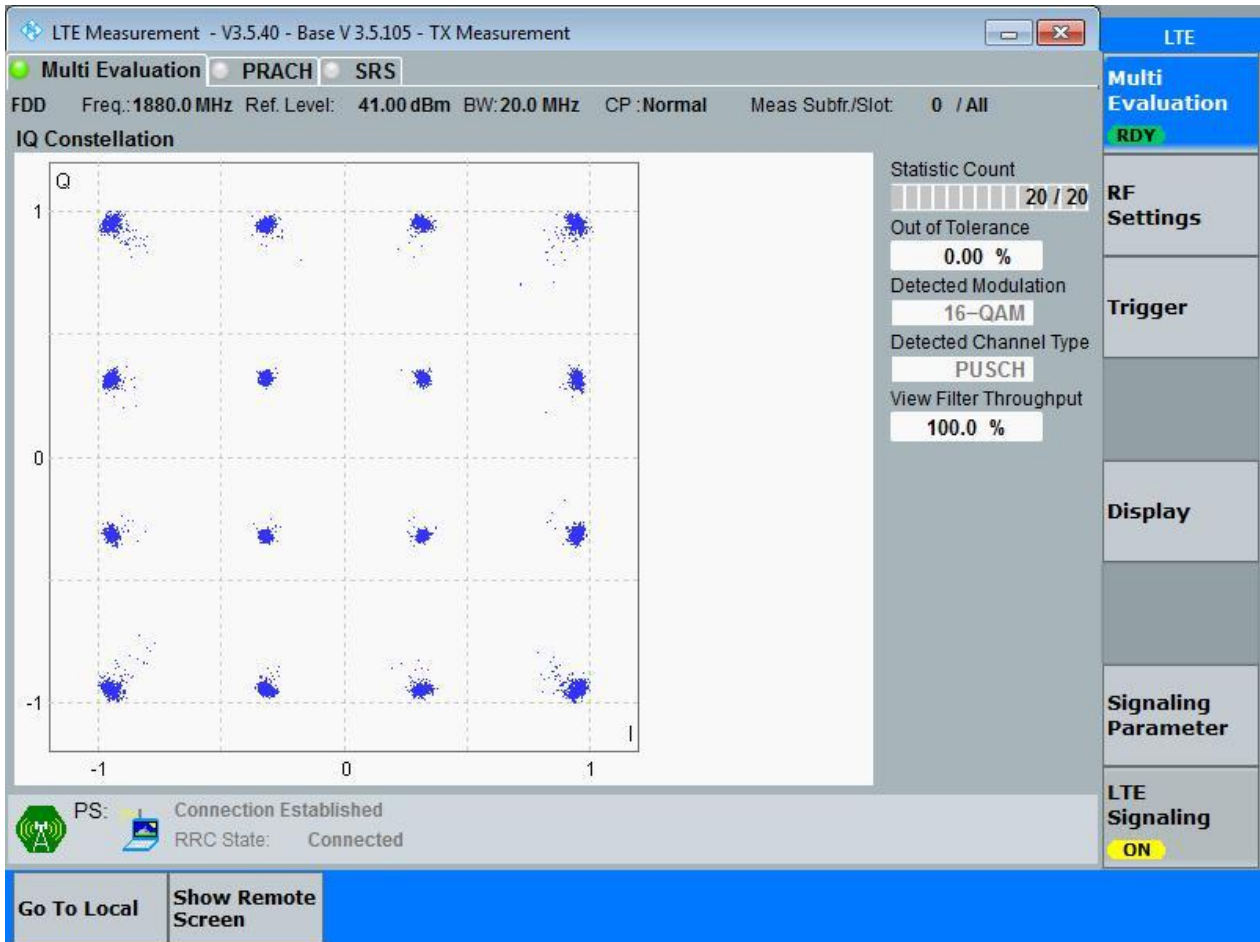 LTE Measurement - V3.5.40 - Base V 3.5.105 - TX Measurement
LTE
Multi Evaluation PRACH SRS
Multi
Evaluation
RDY
FDD Freq.: 1880.0 MHz Ref. Level: 41.00 dBm BW: 20.0 MHz CP : Normal Meas Subfr./Slot: 0 / All
IQ Constellation
Q
1
0
-1
I
-1 0 1
Statistic Count
20 / 20
Out of Tolerance
0.00 %
Detected Modulation
16-QAM
Detected Channel Type
PUSCH
View Filter Throughput
100.0 %
RF
Settings
Trigger
Display
Signaling
Parameter
LTE
Signaling
ON
PS: Connection Established
RRC State: Connected
Go To Local
Show Remote
Screen